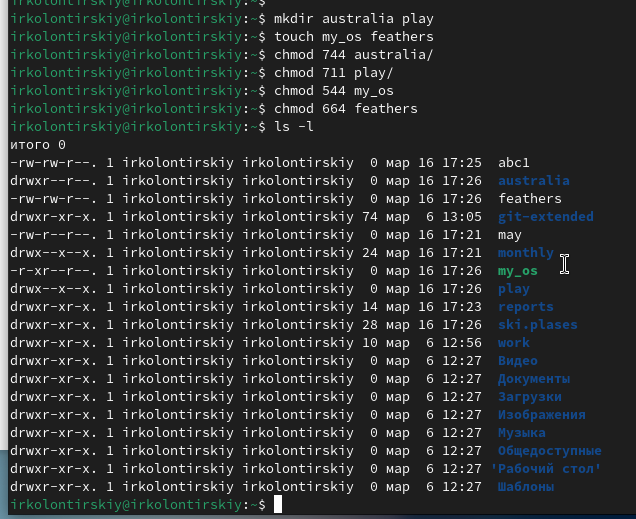 irkolontirskiy@irkolontirskiy:~$
irkolontirskiy@irkolontirskiy:~$ mkdir australia play
irkolontirskiy@irkolontirskiy:~$ touch my_os feathers
irkolontirskiy@irkolontirskiy:~$ chmod 744 australia/
irkolontirskiy@irkolontirskiy:~$ chmod 711 play/
irkolontirskiy@irkolontirskiy:~$ chmod 544 my_os
irkolontirskiy@irkolontirskiy:~$ chmod 664 feathers
irkolontirskiy@irkolontirskiy:~$ ls -l
итого 0
-rw-rw-r--. 1 irkolontirskiy irkolontirskiy  0 мар 16 17:25  abc1
drwxr--r--. 1 irkolontirskiy irkolontirskiy  0 мар 16 17:26  australia
-rw-rw-r--. 1 irkolontirskiy irkolontirskiy  0 мар 16 17:26  feathers
drwxr-xr-x. 1 irkolontirskiy irkolontirskiy 74 мар  6 13:05  git-extended
-rw-r--r--. 1 irkolontirskiy irkolontirskiy  0 мар 16 17:21  may
drwx--x--x. 1 irkolontirskiy irkolontirskiy 24 мар 16 17:21  monthly
-r-xr--r--. 1 irkolontirskiy irkolontirskiy  0 мар 16 17:26  my_os
drwx--x--x. 1 irkolontirskiy irkolontirskiy  0 мар 16 17:26  play
drwxr-xr-x. 1 irkolontirskiy irkolontirskiy 14 мар 16 17:23  reports
drwxr-xr-x. 1 irkolontirskiy irkolontirskiy 28 мар 16 17:26  ski.plases
drwxr-xr-x. 1 irkolontirskiy irkolontirskiy 10 мар  6 12:56  work
drwxr-xr-x. 1 irkolontirskiy irkolontirskiy  0 мар  6 12:27  Видео
drwxr-xr-x. 1 irkolontirskiy irkolontirskiy  0 мар  6 12:27  Документы
drwxr-xr-x. 1 irkolontirskiy irkolontirskiy  0 мар  6 12:27  Загрузки
drwxr-xr-x. 1 irkolontirskiy irkolontirskiy  0 мар  6 12:27  Изображения
drwxr-xr-x. 1 irkolontirskiy irkolontirskiy  0 мар  6 12:27  Музыка
drwxr-xr-x. 1 irkolontirskiy irkolontirskiy  0 мар  6 12:27  Общедоступные
drwxr-xr-x. 1 irkolontirskiy irkolontirskiy  0 мар  6 12:27 'Рабочий стол'
drwxr-xr-x. 1 irkolontirskiy irkolontirskiy  0 мар  6 12:27  Шаблоны
irkolontirskiy@irkolontirskiy:~$